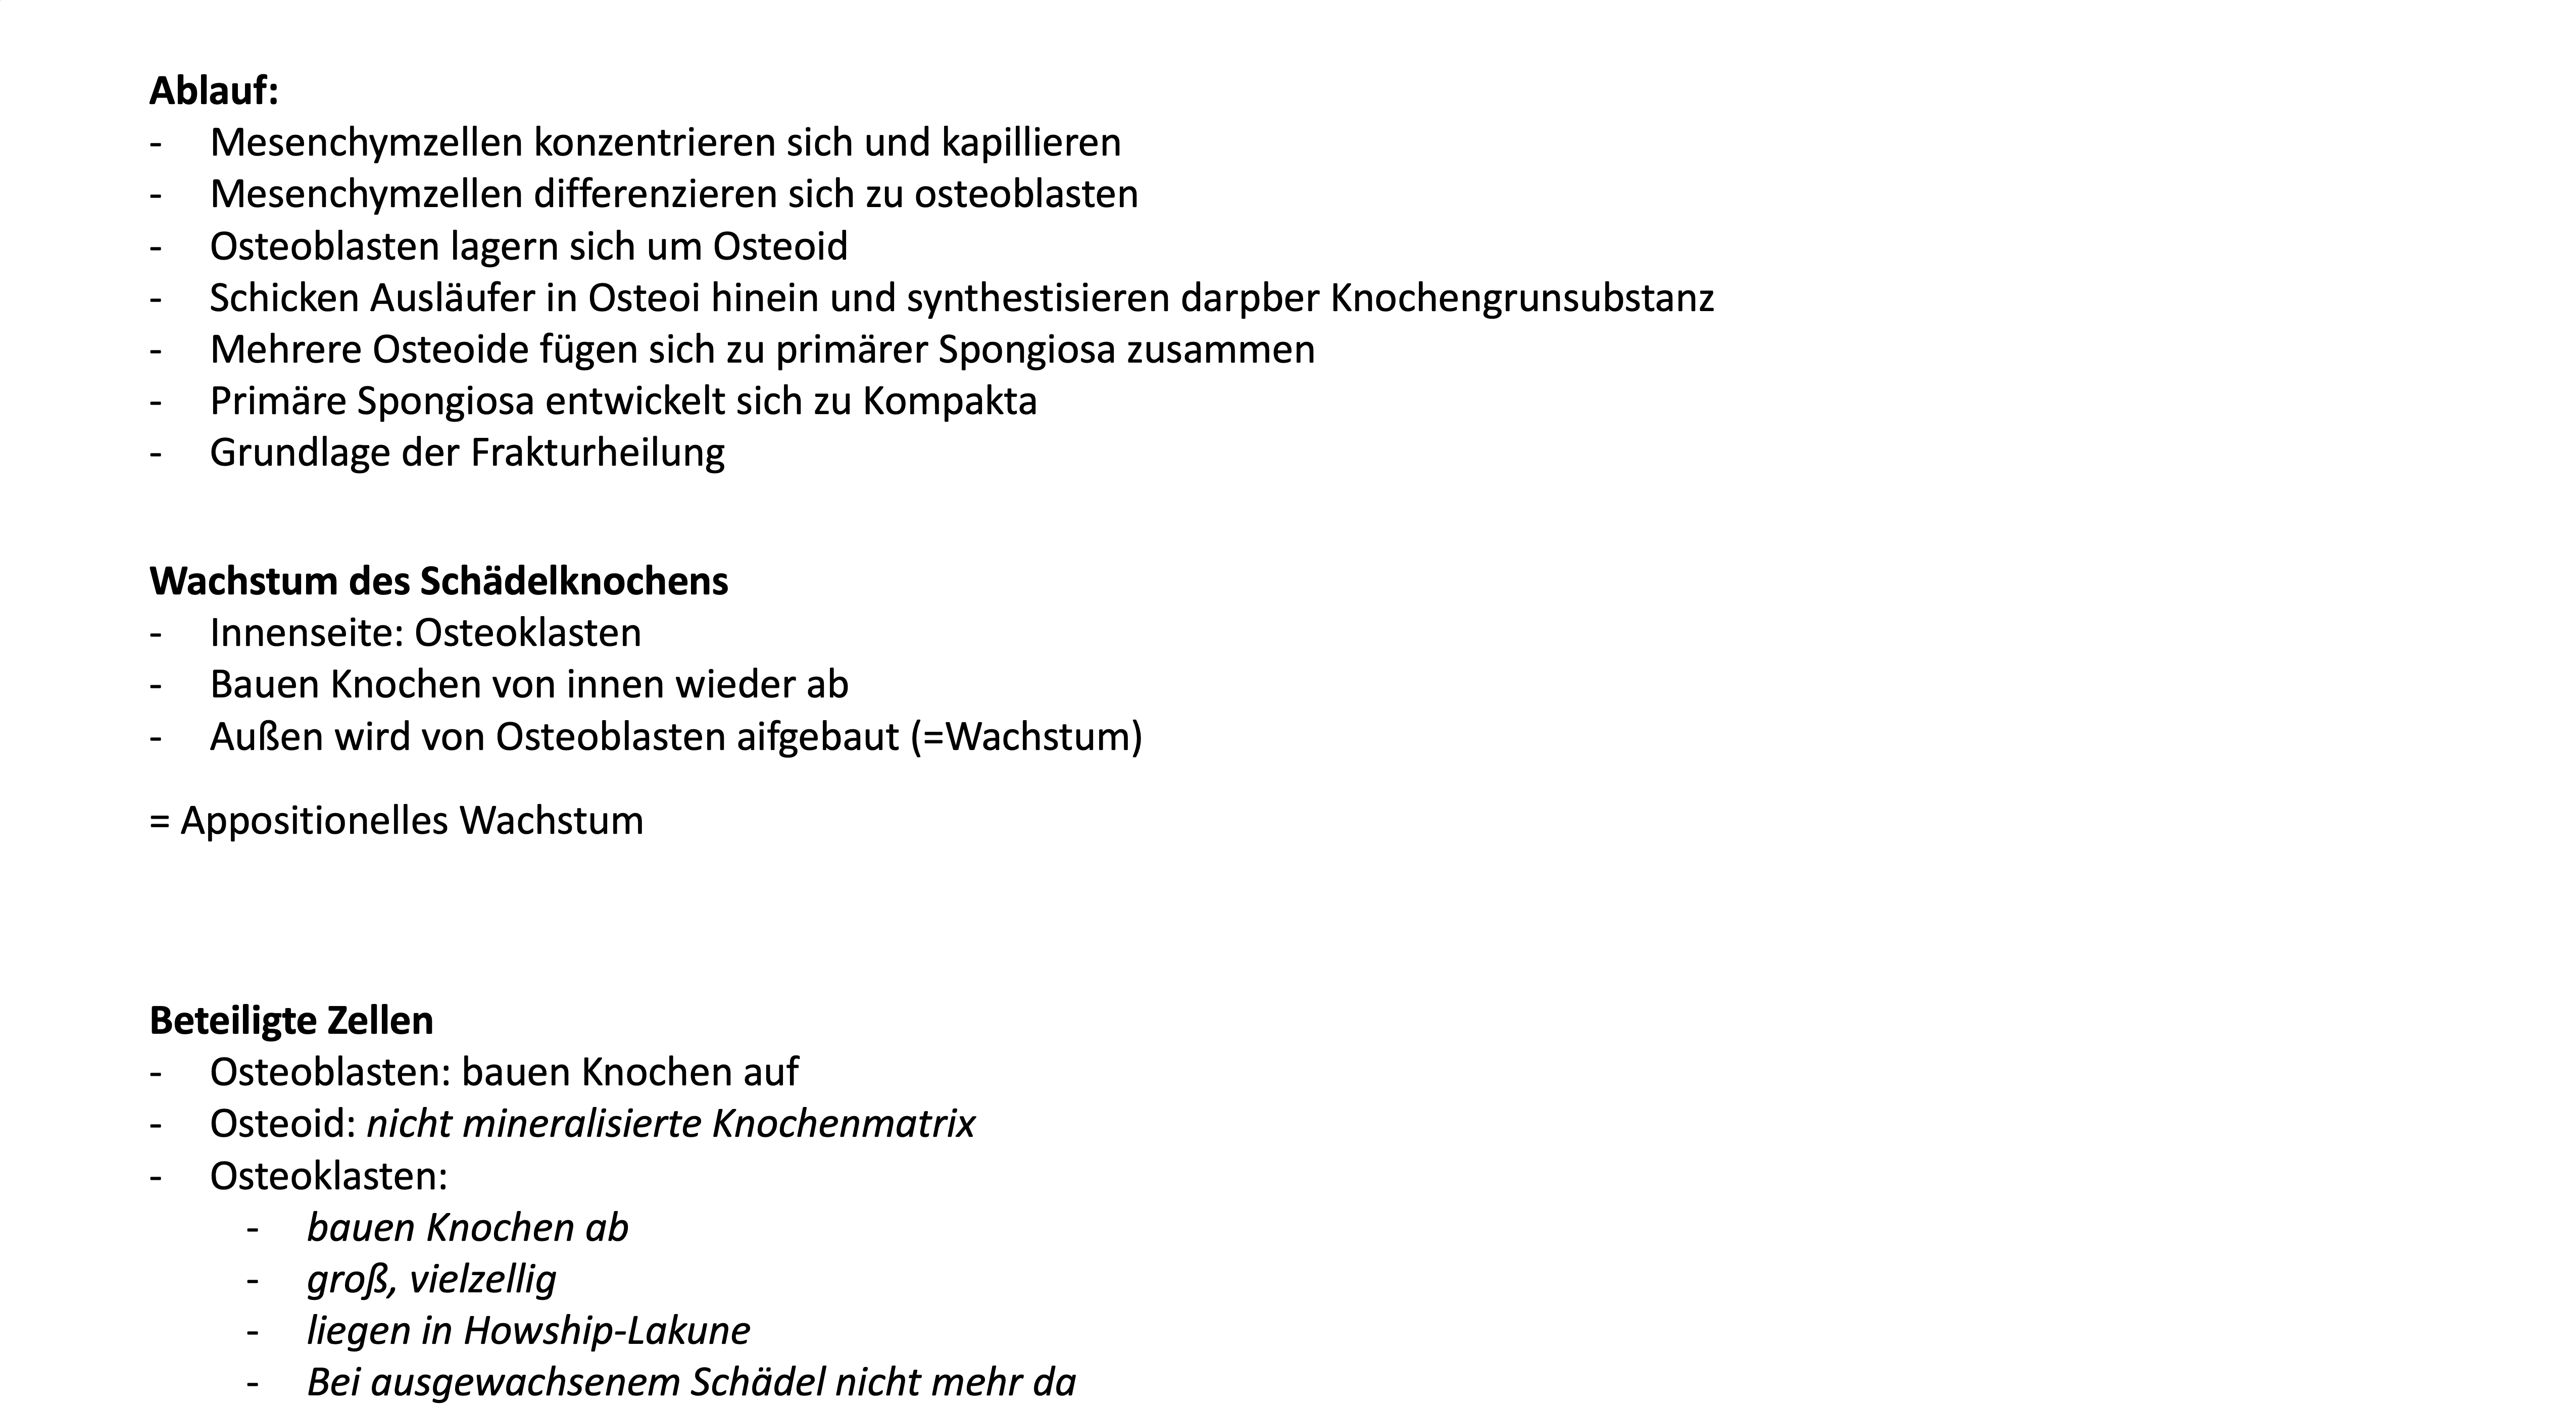 Ablauf:
- Mesenchymzellen konzentrieren sich und kapillieren
- Mesenchymzellen differenzieren sich zu osteoblasten
- Osteoblasten lagern sich um Osteoid
- Schicken Ausläufer in Osteoi hinein und synthestisieren darpber Knochengrunsubstanz
- Mehrere Osteoide fügen sich zu primärer Spongiosa zusammen
- Primäre Spongiosa entwickelt sich zu Kompakta
- Grundlage der Frakturheilung
Wachstum des Schädelknochens
- Innenseite: Osteoklasten
- Bauen Knochen von innen wieder ab
- Außen wird von Osteoblasten aifgebaut (=Wachstum)
= Appositionelles Wachstum
Beteiligte Zellen
- Osteoblasten: bauen Knochen auf
- Osteoid: nicht mineralisierte Knochenmatrix
- Osteoklasten:
- bauen Knochen ab
- groß, vielzellig
- liegen in Howship-Lakune
- Bei ausgewachsenem Schädel nicht mehr da